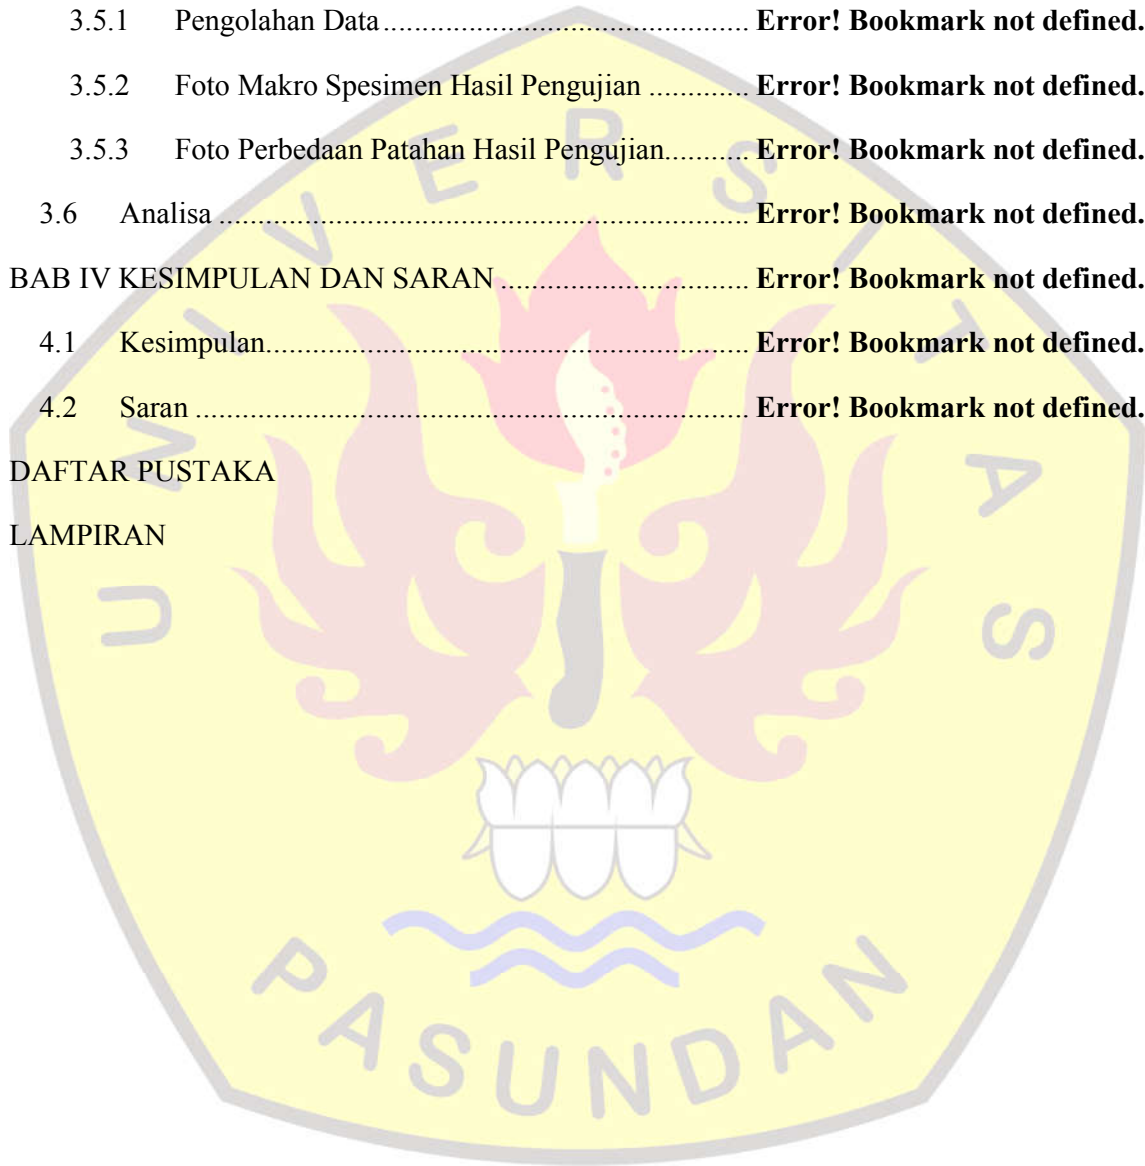 3.5.1 Pengolahan Data ................................................ Error! Bookmark not defined.
3.5.2 Foto Makro Spesimen Hasil Pengujian ............. Error! Bookmark not defined.
3.5.3 Foto Perbedaan Patahan Hasil Pengujian........... Error! Bookmark not defined.
3.6 Analisa ..................................................................... Error! Bookmark not defined.
BAB IV KESIMPULAN DAN SARAN ................................ Error! Bookmark not defined.
4.1 Kesimpulan............................................................... Error! Bookmark not defined.
4.2 Saran ........................................................................ Error! Bookmark not defined.
DAFTAR PUSTAKA
LAMPIRAN
UNIVERSITAS
PASUNDAN